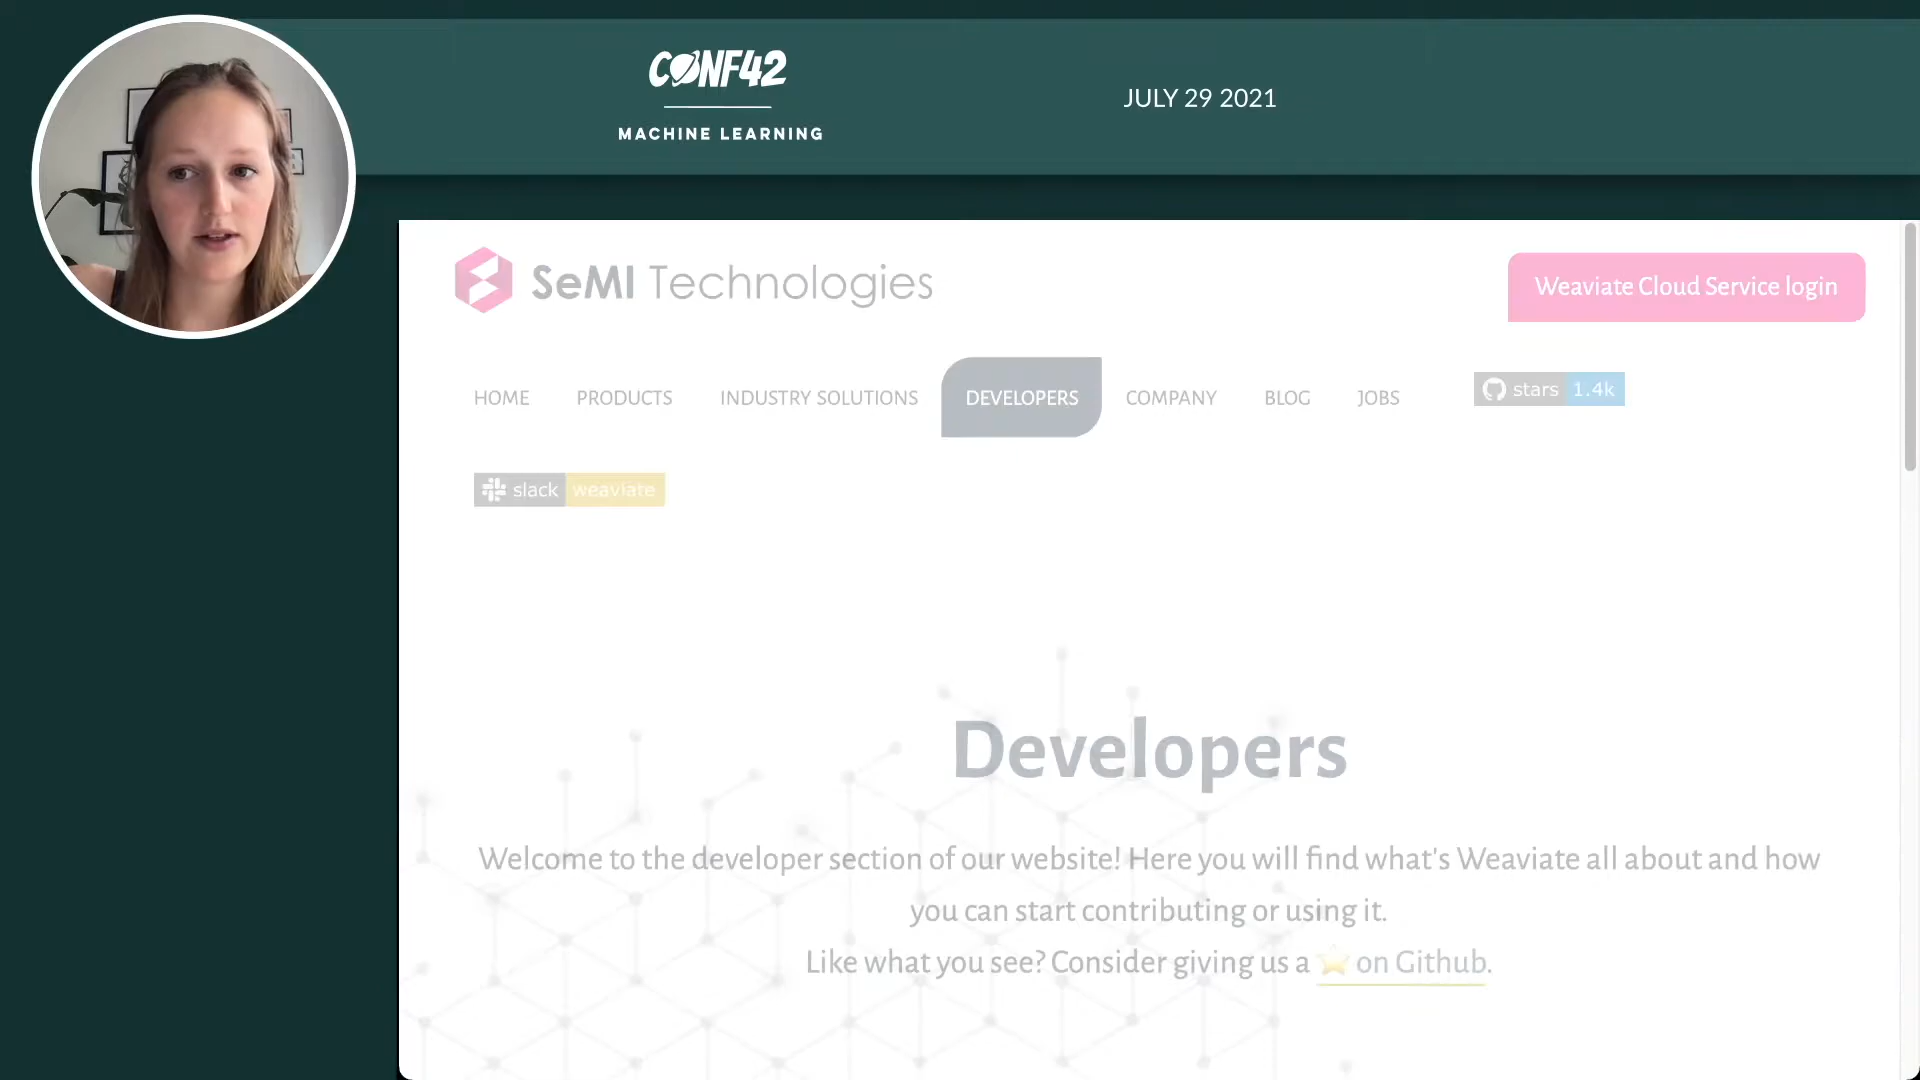 CONF42
MACHINE LEARNING
JULY 29 2021
SeMI Technologies
Weaviate Cloud Service login
HOME PRODUCTS INDUSTRY SOLUTIONS DEVELOPERS COMPANY BLOG JOBS
stars 1.4k
slack weaviate
Developers
Welcome to the developer section of our website! Here you will find what's Weaviate all about and how
you can start contributing or using it.
Like what you see? Consider giving us a ⭐ on Github.